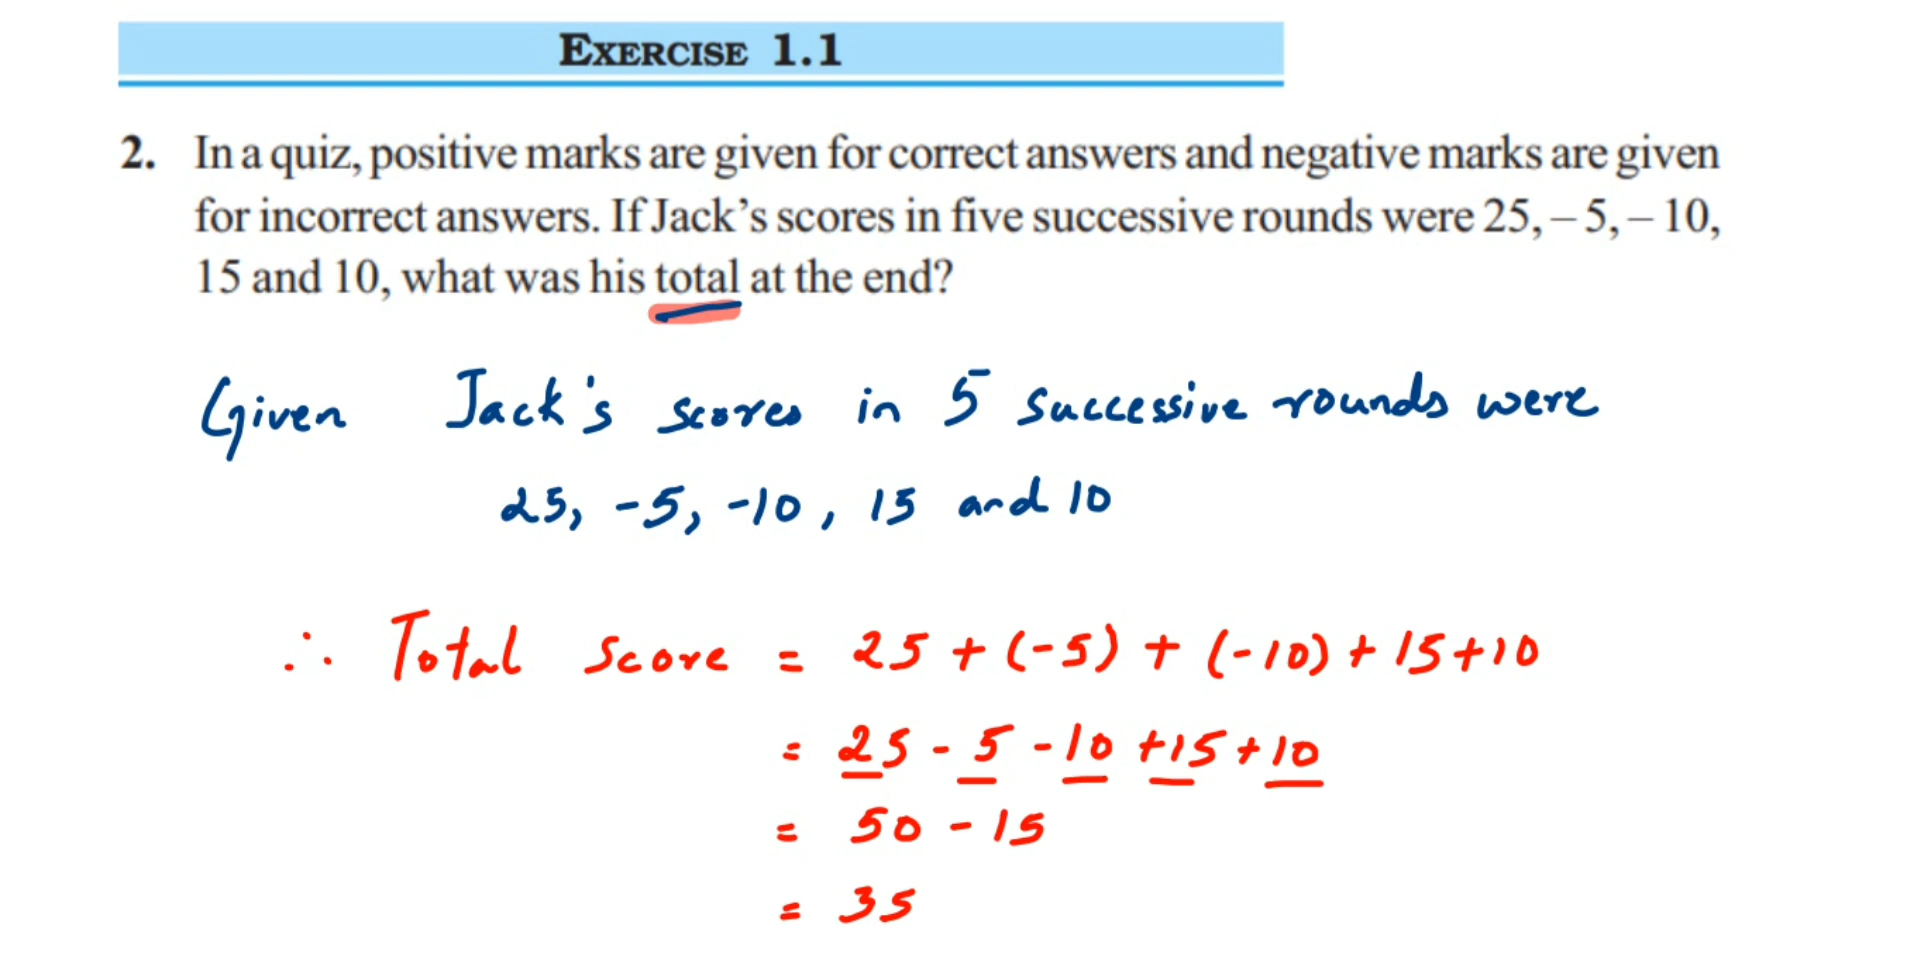 EXERCISE 1.1
2. In a quiz, positive marks are given for correct answers and negative marks are given
for incorrect answers. If Jack’s scores in five successive rounds were 25, – 5, – 10,
15 and 10, what was his total at the end?
Given Jack's scores in 5 successive rounds were
25, -5, -10, 15 and 10
∴ Total score = 25 + (-5) + (-10) + 15+10
= 25 - 5 - 10 +15+10
= 50 - 15
= 35